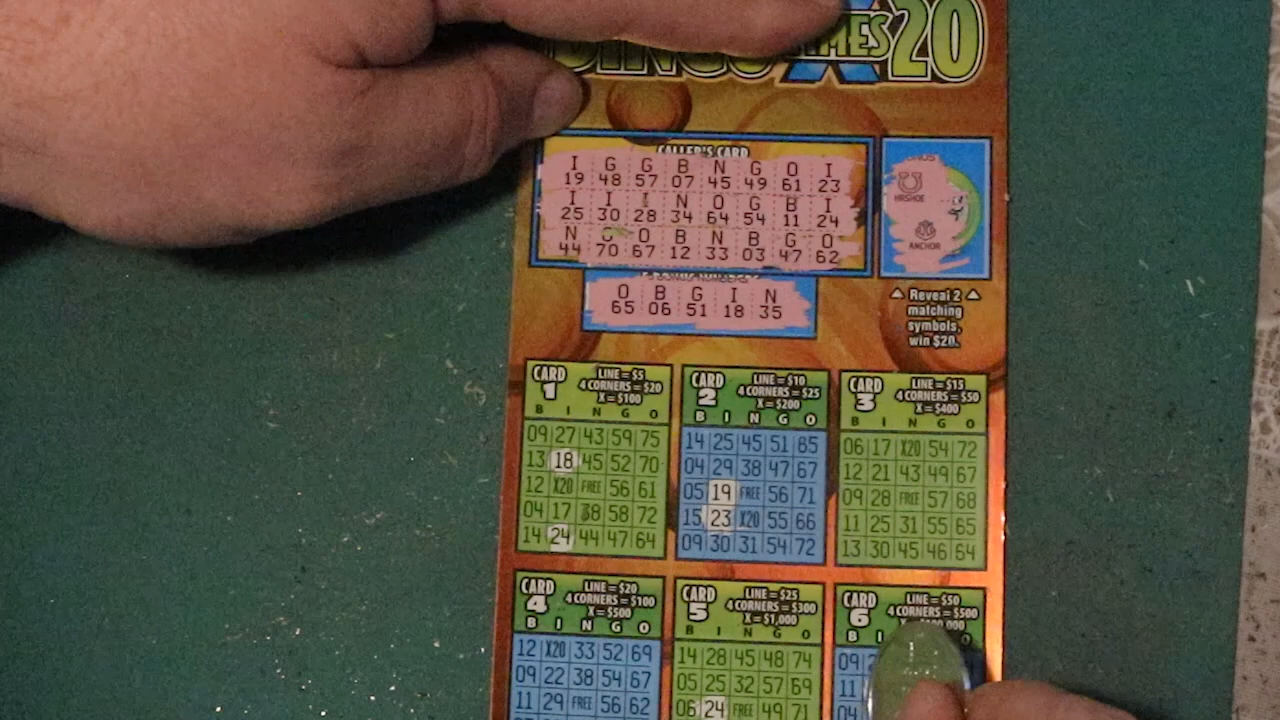 BINGO X 20
CALLER'S CARD
I G G B N G O I
19 48 57 07 45 49 61 23
I I I N O G B I
25 30 28 34 64 54 11 24
N O O B N B G O
44 70 67 12 33 03 47 62
O B G I N
65 06 51 18 35
HRSHOE
ANCHOR
Reveal 2
matching
symbols,
win $20.
CARD 1
LINE = $5
4 CORNERS = $20
X = $100
B I N G O
09 27 43 59 75
13 18 45 52 70
12 X20 FREE 56 61
04 17 38 58 72
14 24 44 47 64
CARD 2
LINE = $10
4 CORNERS = $25
X = $200
B I N G O
14 25 45 51 65
04 29 38 47 67
05 19 FREE 56 71
15 23 X20 55 66
09 30 31 54 72
CARD 3
LINE = $15
4 CORNERS = $50
X = $400
B I N G O
06 17 X20 54 72
12 21 43 49 67
09 28 FREE 57 68
11 25 31 55 65
13 30 45 46 64
CARD 4
LINE = $20
4 CORNERS = $100
X = $500
B I N G O
12 X20 33 52 69
09 22 38 54 67
11 29 FREE 56 62
CARD 5
LINE = $25
4 CORNERS = $300
X = $1,000
B I N G O
14 28 45 48 74
05 25 32 57 69
06 24 FREE 49 71
CARD 6
LINE = $50
4 CORNERS = $500
B I O
09
11
04